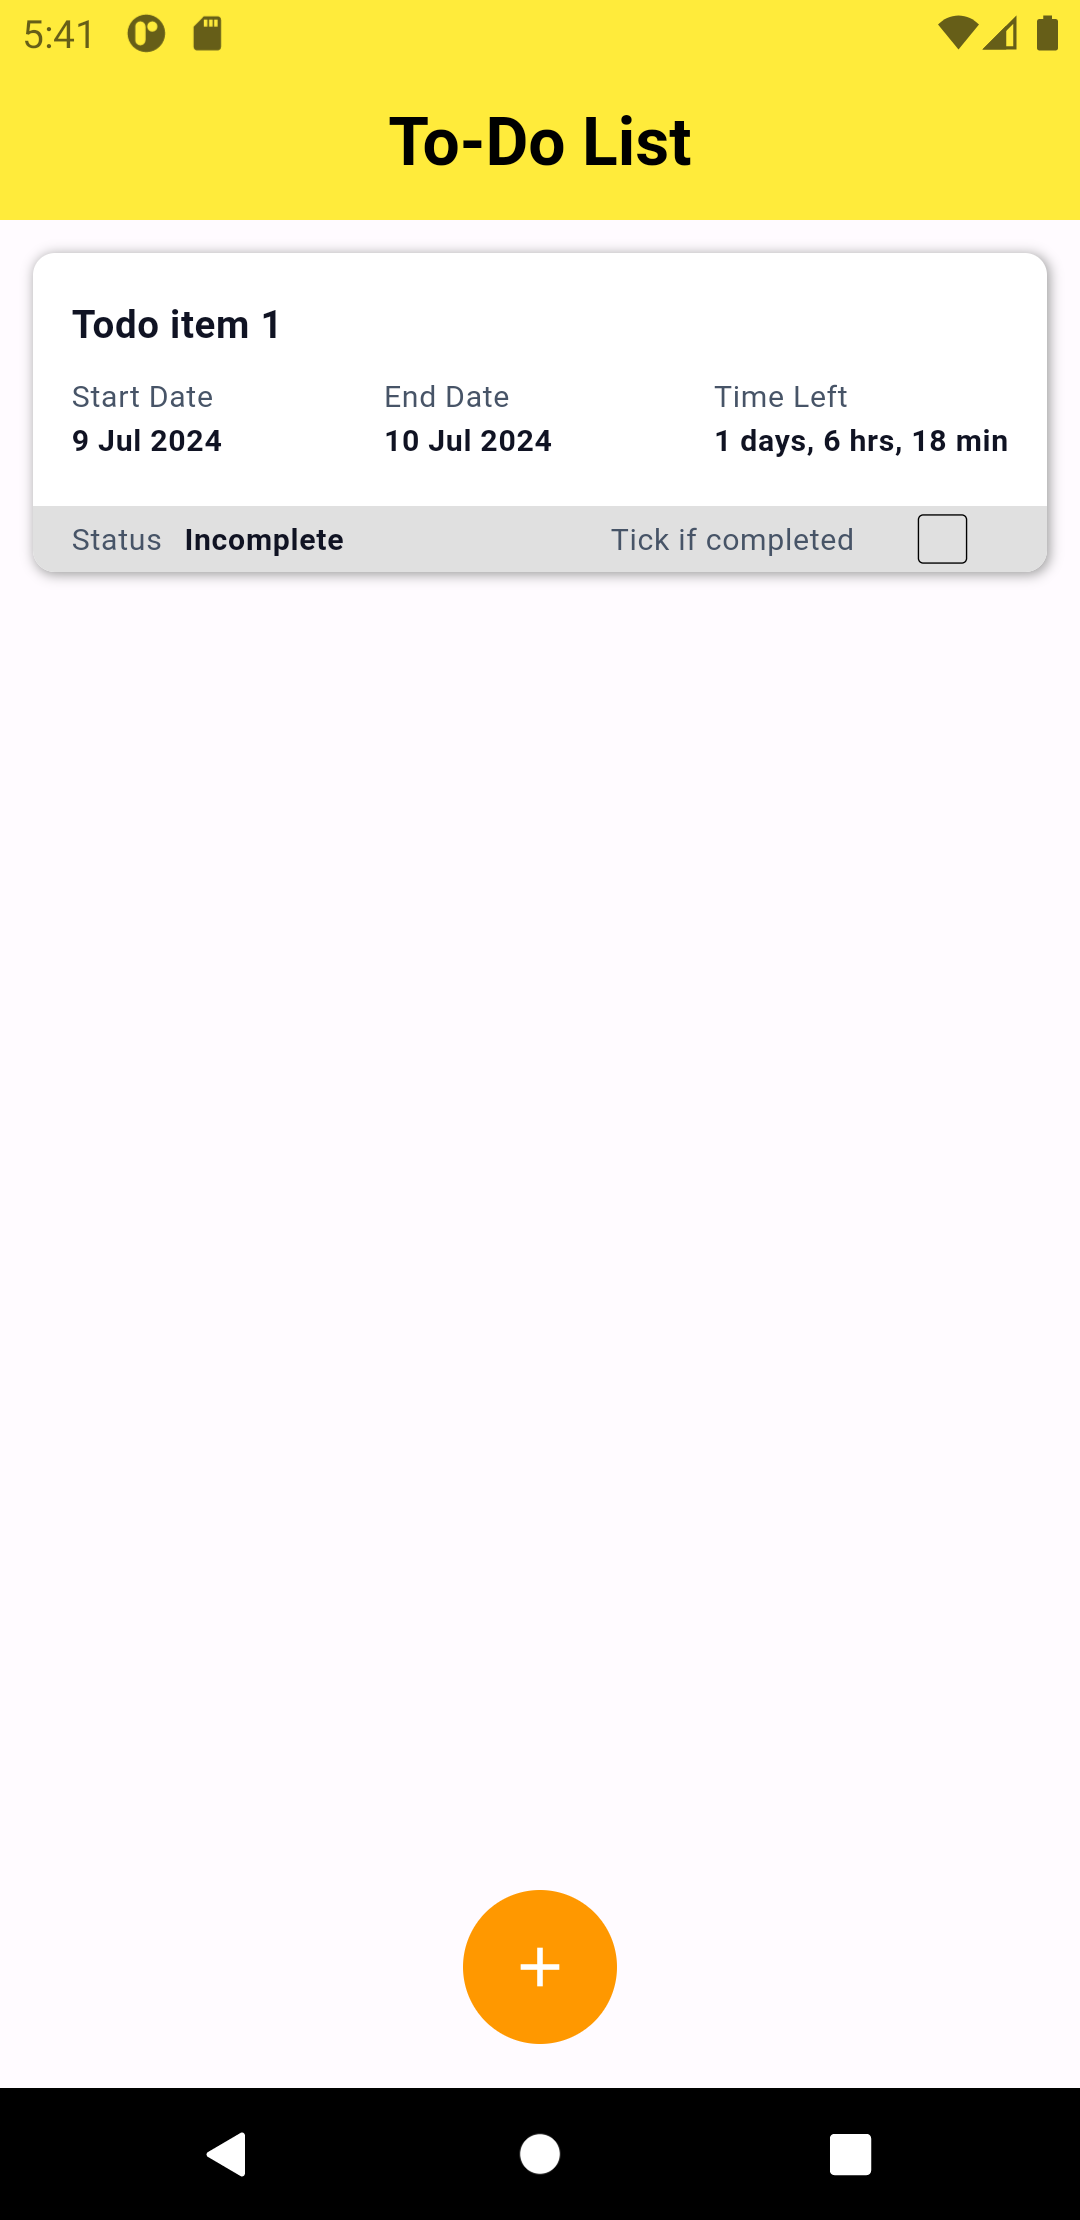 5:41
To-Do List
Todo item 1
Start Date End Date Time Left
9 Jul 2024 10 Jul 2024 1 days, 6 hrs, 18 min
Status Incomplete Tick if completed